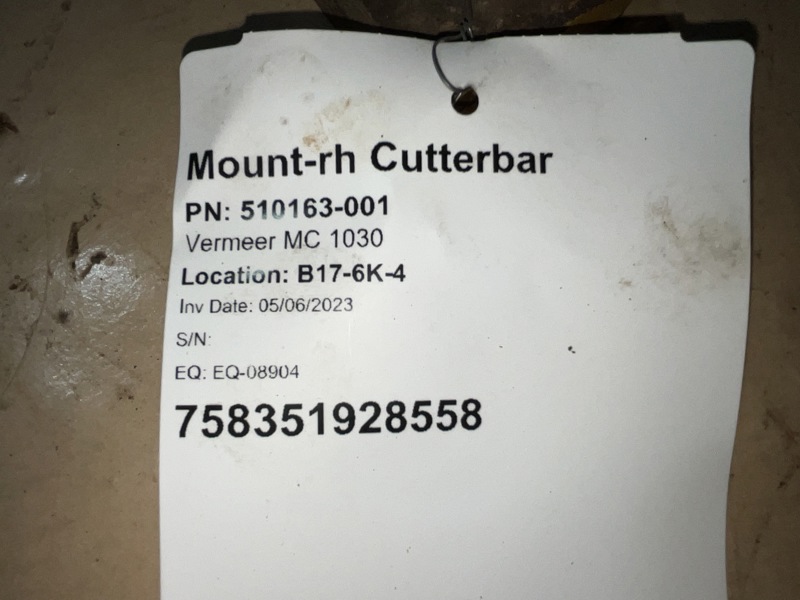 Mount-rh Cutterbar
PN: 510163-001
Vermeer MC 1030
Location: B17-6K-4
Inv Date: 05/06/2023
S/N:
EQ: EQ-08904
758351928558